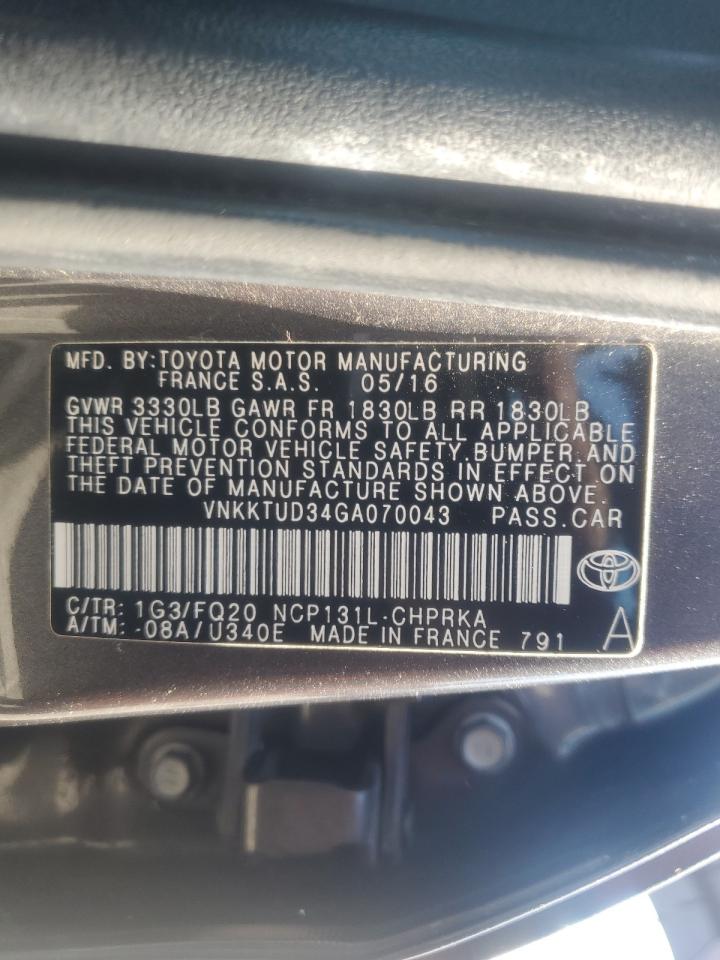 MFD. BY:TOYOTA MOTOR MANUFACTURING
FRANCE S.A.S. 05/16
GVWR 3330LB GAWR FR 1830LB RR 1830LB
THIS VEHICLE CONFORMS TO ALL APPLICABLE
FEDERAL MOTOR VEHICLE SAFETY,BUMPER,AND
THEFT PREVENTION STANDARDS IN EFFECT ON
THE DATE OF MANUFACTURE SHOWN ABOVE.
VNKKTUD34GA070043 PASS.CAR
C/TR: 1G3/FQ20 NCP131L-CHPRKA
A/TM: -08A/U340E MADE IN FRANCE 791 A